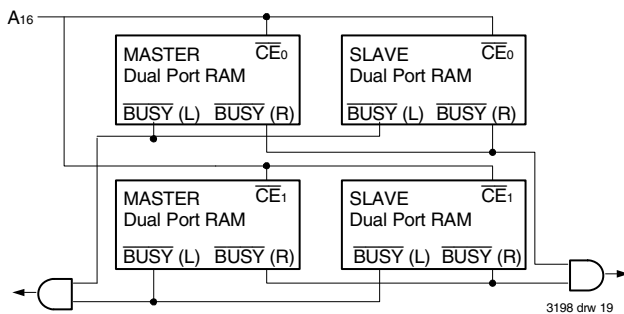 A16
MASTER CE0
Dual Port RAM
BUSY (L) BUSY (R)
SLAVE CE0
Dual Port RAM
BUSY (L) BUSY (R)
MASTER CE1
Dual Port RAM
BUSY (L) BUSY (R)
SLAVE CE1
Dual Port RAM
BUSY (L) BUSY (R)
3198 drw 19